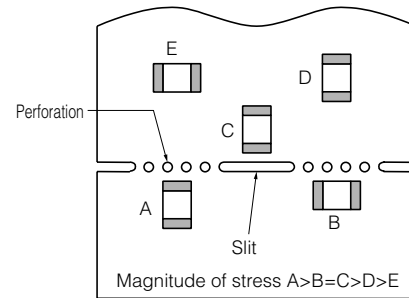 E
D
Perforation
C
A
B
Slit
Magnitude of stress A>B=C>D>E